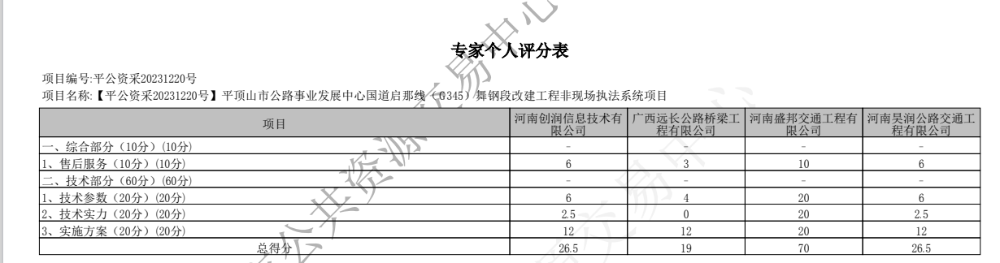 专家个人评分表
项目编号:平公资采20231220号
项目名称:【平公资采20231220号】平顶山市公路事业发展中心国道启那线（G345）舞钢段改建工程非现场执法系统项目
项目 河南创润信息技术有限公司 广西远长公路桥梁工程有限公司 河南盛邦交通工程有限公司 河南昊润公路交通工程有限公司
一、综合部分（10分）(10分) - - - -
1、售后服务（10分）(10分) 6 3 10 6
二、技术部分（60分）(60分) - - - -
1、技术参数（20分）(20分) 6 4 20 6
2、技术实力（20分）(20分) 2.5 0 20 2.5
3、实施方案（20分）(20分) 12 12 20 12
总得分 26.5 19 70 26.5